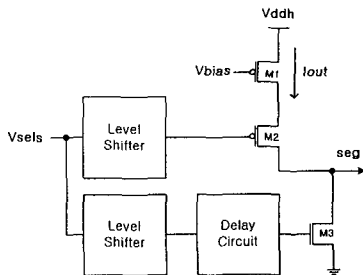 Vddh
Vbias
M1
Iout
Vsels
Level
Shifter
M2
seg
Level
Shifter
Delay
Circuit
M3